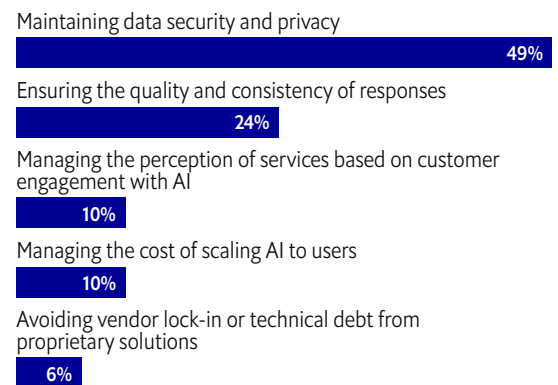 Maintaining data security and privacy
49%
Ensuring the quality and consistency of responses
24%
Managing the perception of services based on customer
engagement with AI
10%
Managing the cost of scaling AI to users
10%
Avoiding vendor lock-in or technical debt from
proprietary solutions
6%